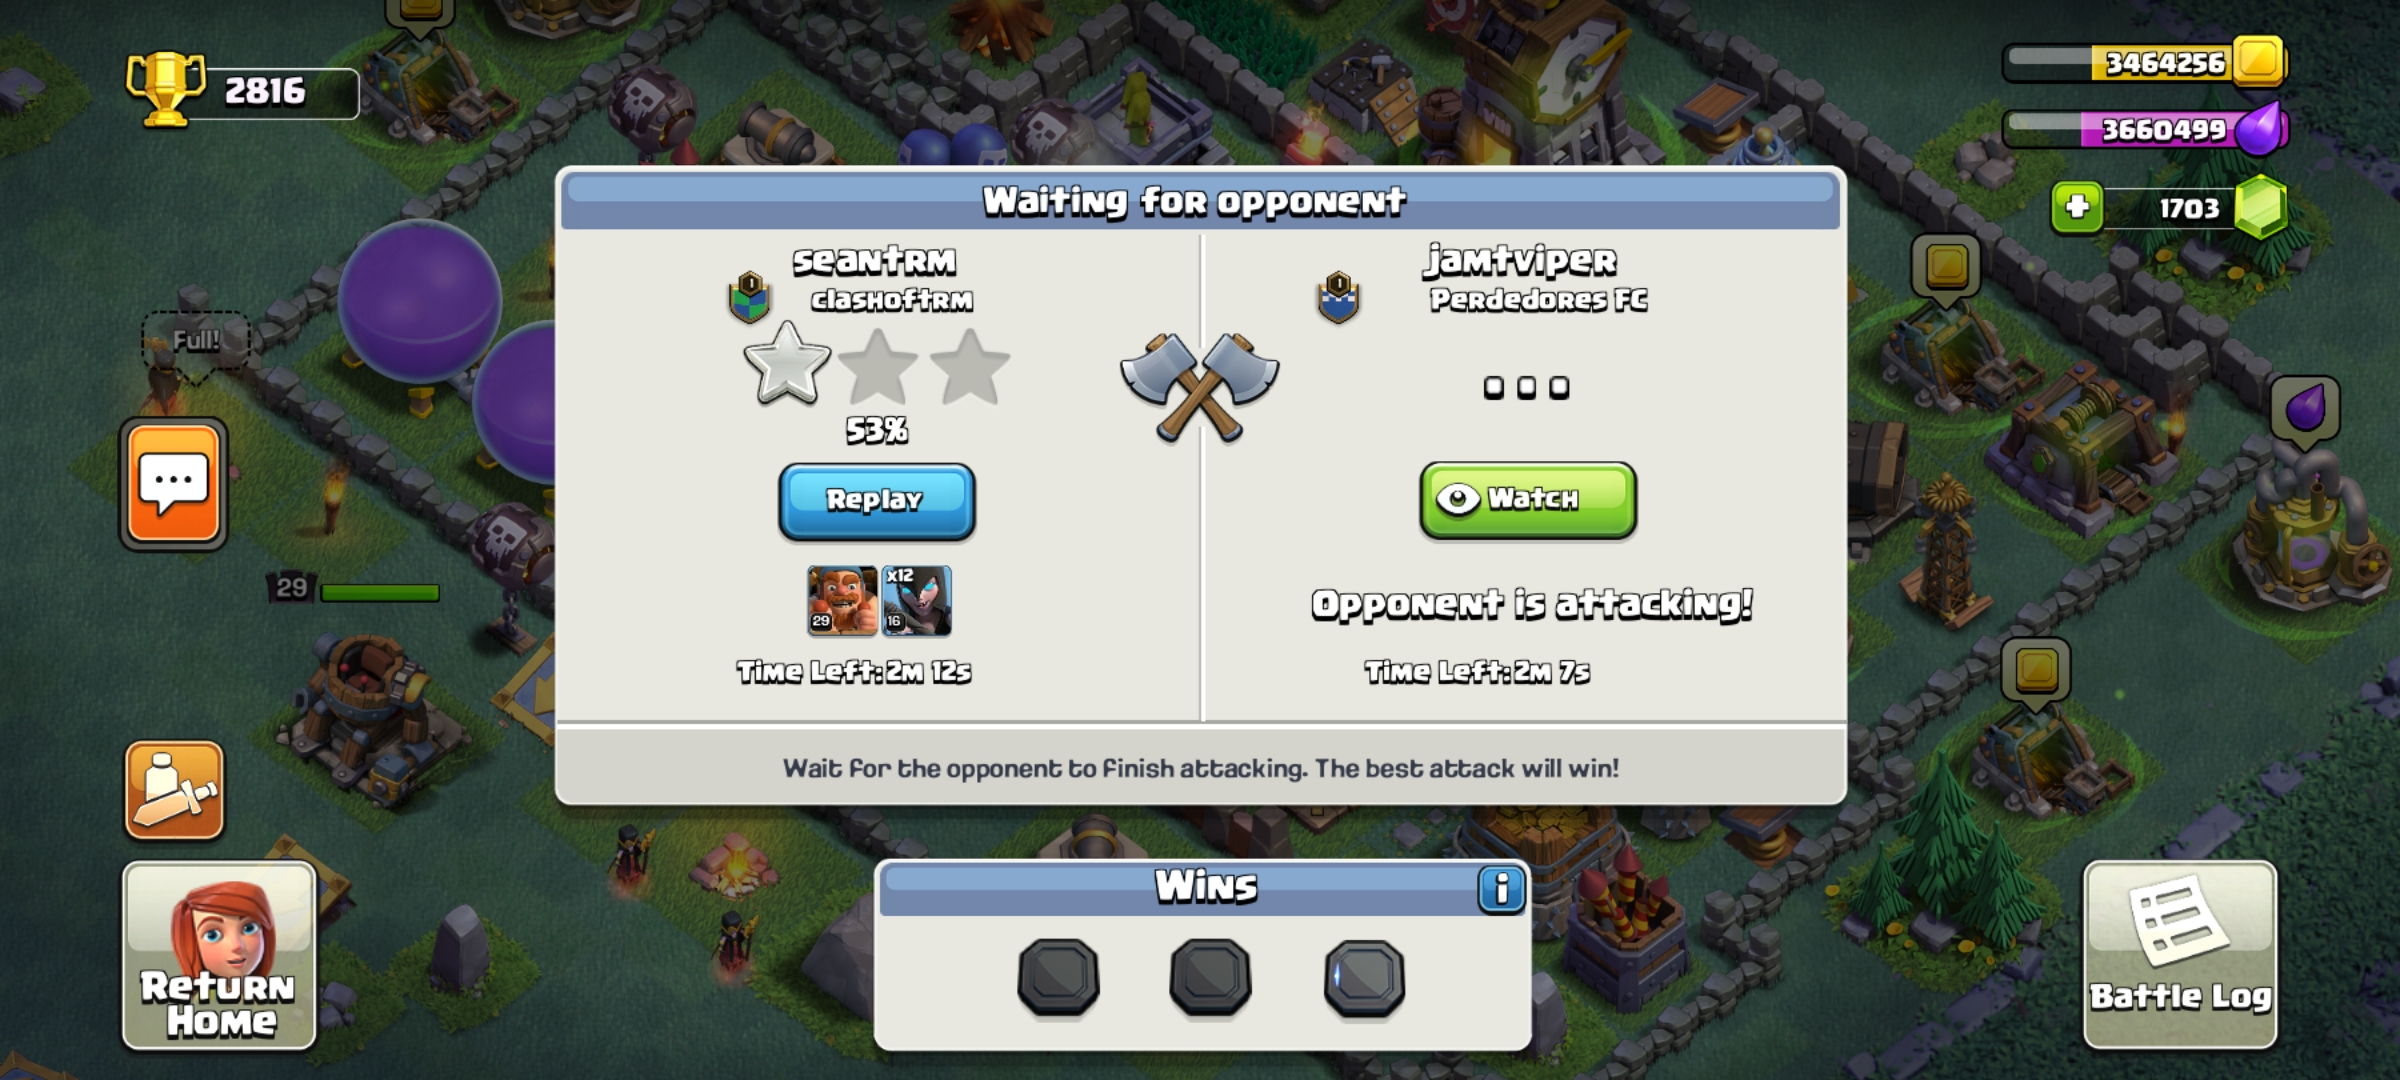 2816
3464256
3660499
1703
Full!
29
Waiting for opponent
seantrm
clashoftrm
1
53%
Replay
x12
29
16
Time Left: 2m 12s
jamtviper
Perdedores FC
1
Watch
Opponent is attacking!
Time Left: 2m 7s
Wait for the opponent to finish attacking. The best attack will win!
Wins
i
Return
Home
Battle Log